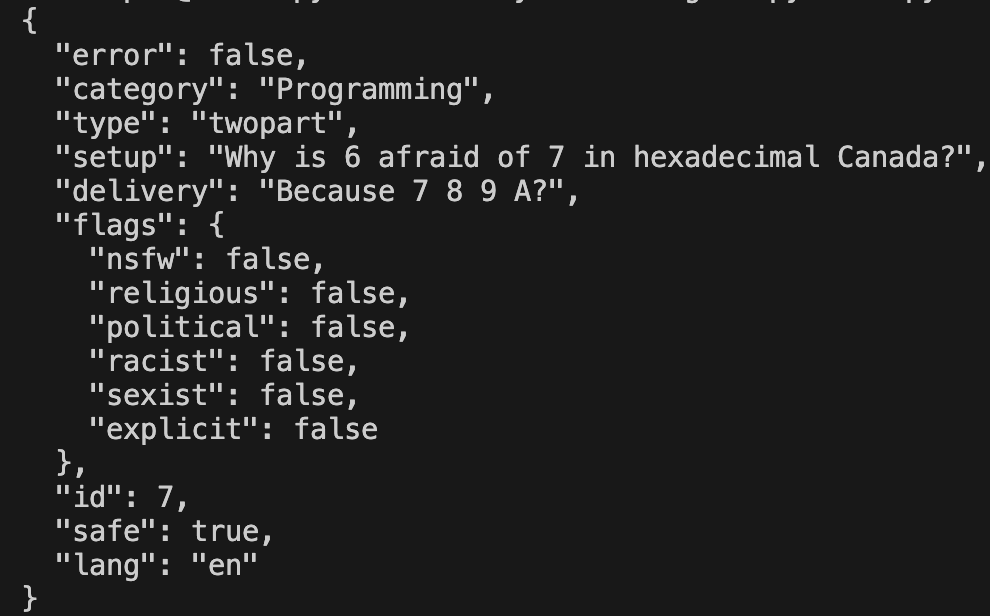 {
  "error": false,
  "category": "Programming",
  "type": "twopart",
  "setup": "Why is 6 afraid of 7 in hexadecimal Canada?",
  "delivery": "Because 7 8 9 A?",
  "flags": {
    "nsfw": false,
    "religious": false,
    "political": false,
    "racist": false,
    "sexist": false,
    "explicit": false
  },
  "id": 7,
  "safe": true,
  "lang": "en"
}